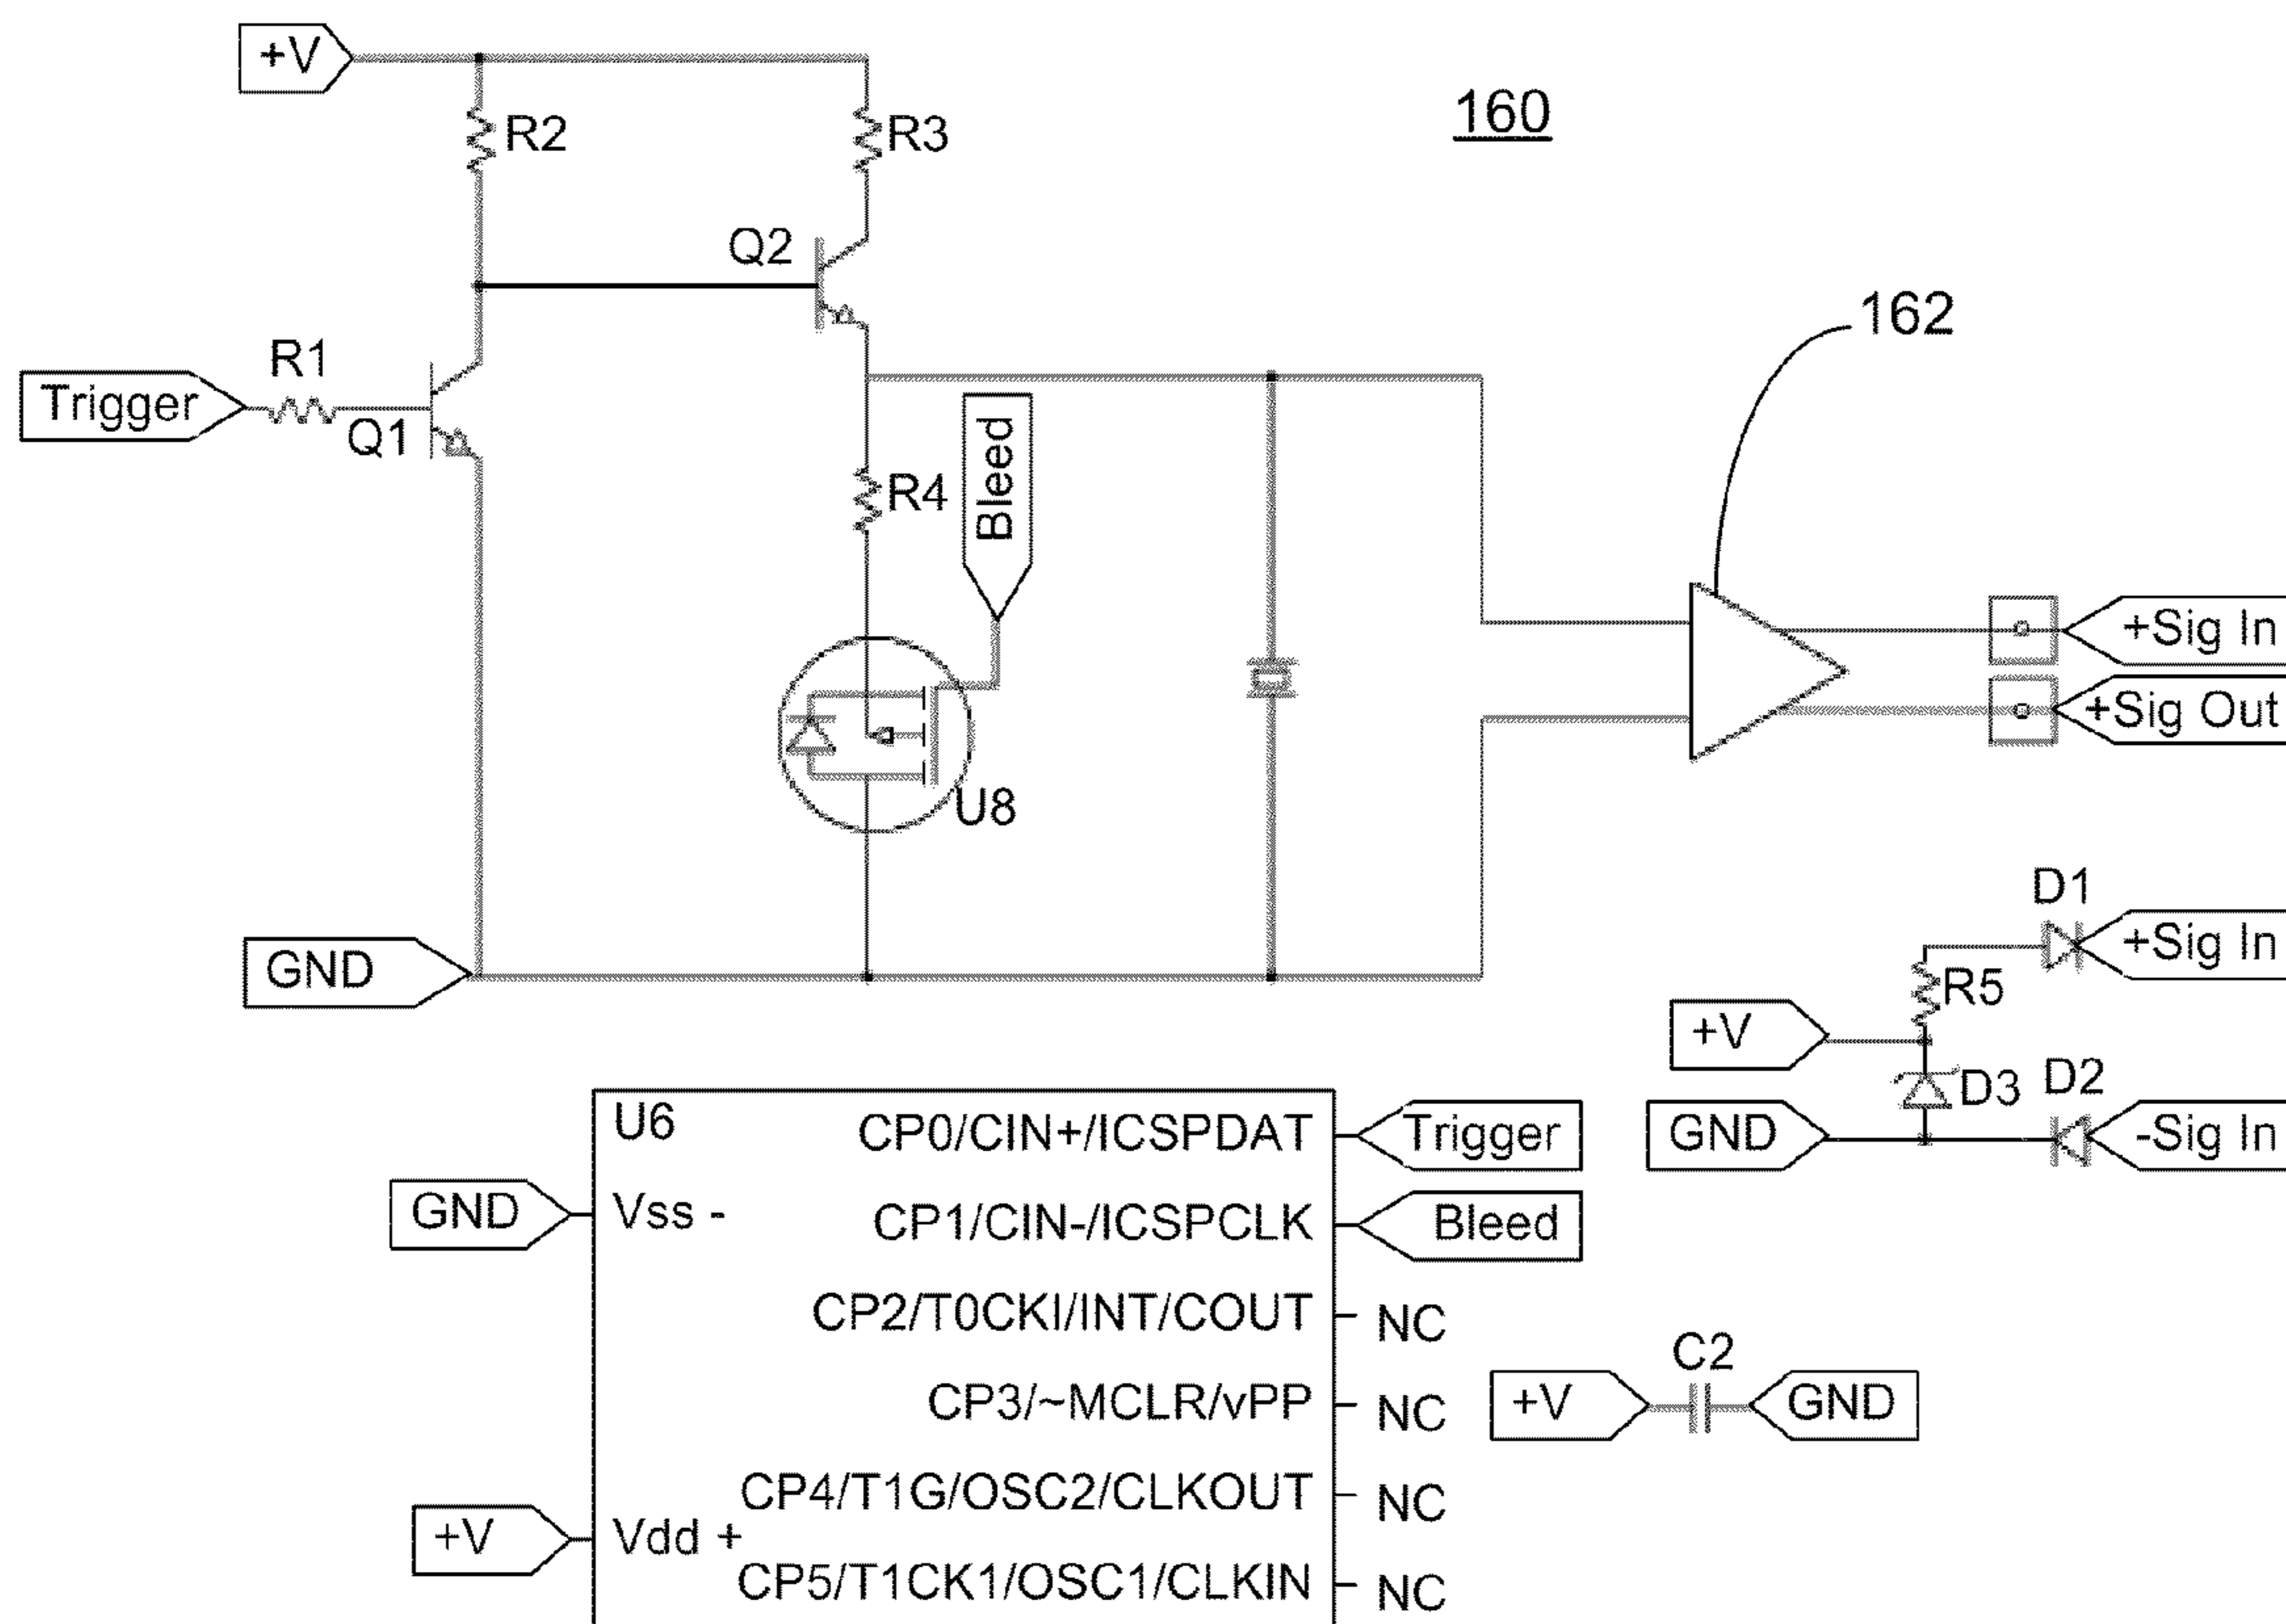 +V
R2
R3
160
Q2
162
R1
Trigger
Q1
Bleed
R4
+Sig In
+Sig Out
U8
D1
GND
+Sig In
R5
+V
D3
D2
GND
-Sig In
U6
CP0/CIN+/ICSPDAT
Trigger
GND
Vss -
CP1/CIN-/ICSPCLK
Bleed
CP2/T0CKI/INT/COUT
NC
C2
CP3/~MCLR/vPP
NC
+V
GND
CP4/T1G/OSC2/CLKOUT
NC
+V
Vdd +
CP5/T1CK1/OSC1/CLKIN
NC